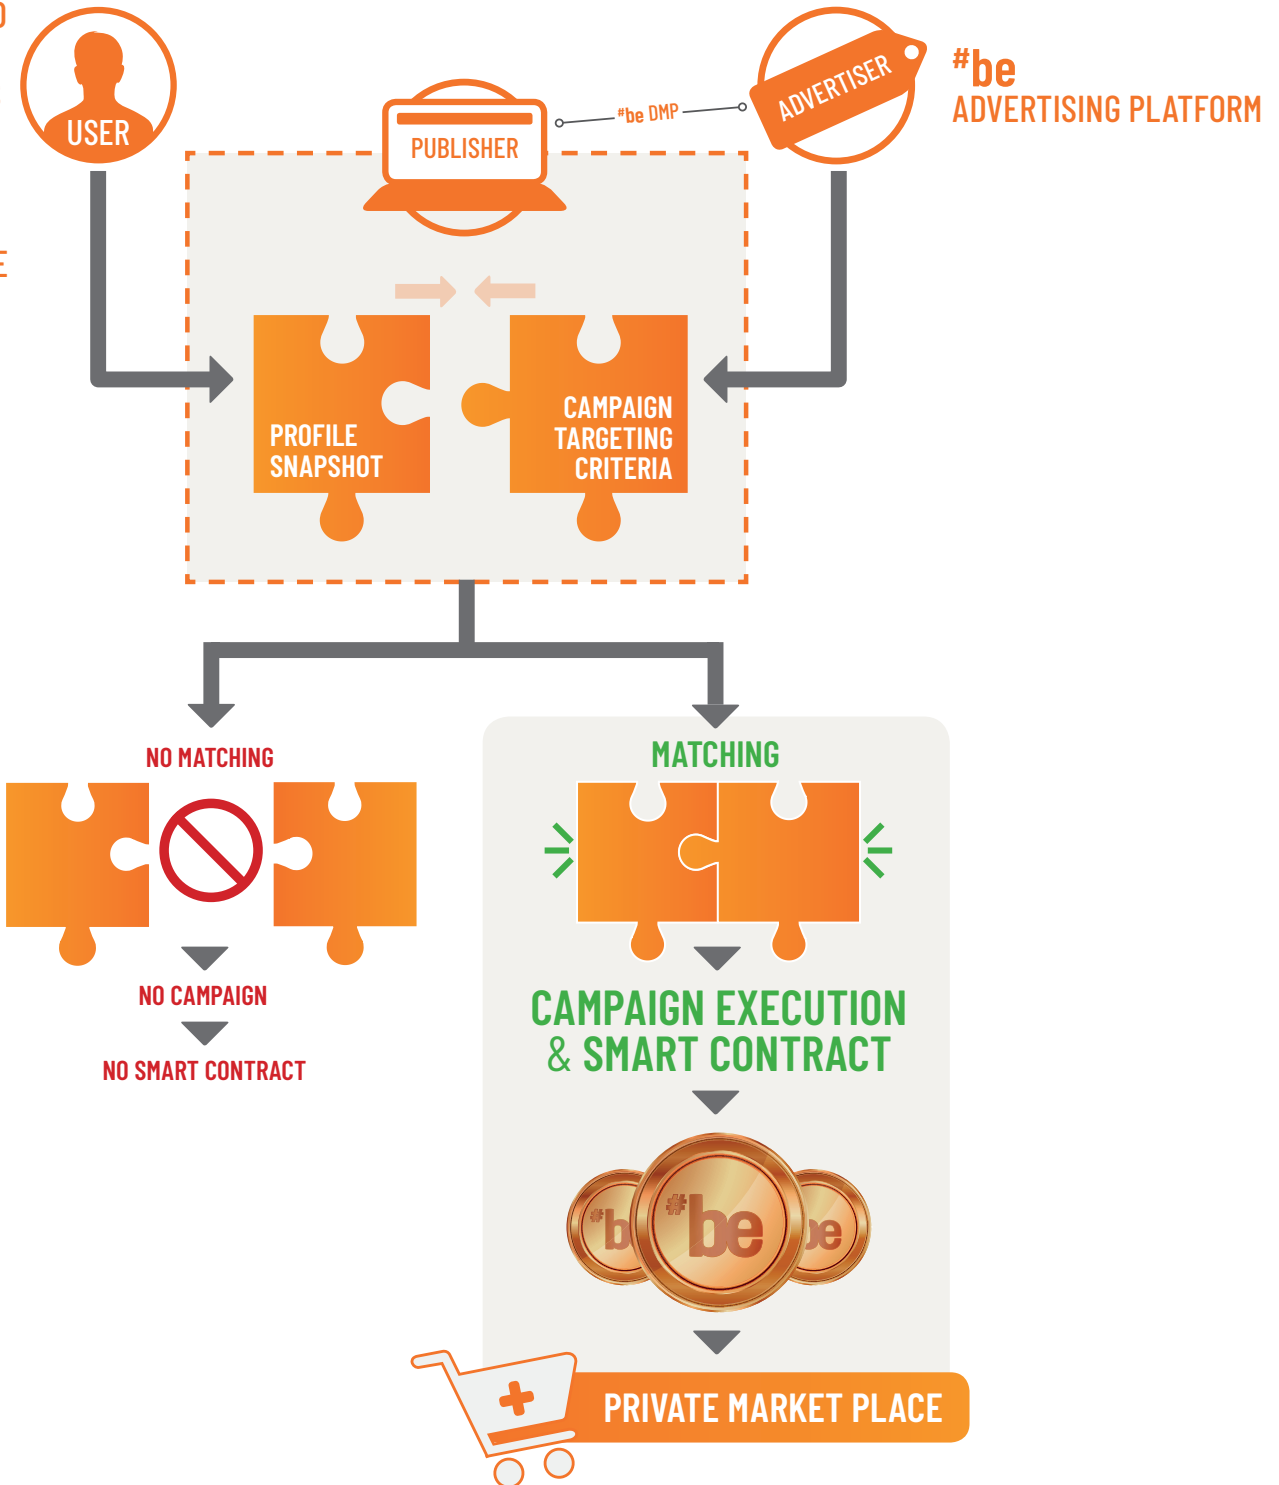 USER
PUBLISHER
#be DMP
ADVERTISER
#be
ADVERTISING PLATFORM
E
PROFILE
SNAPSHOT
CAMPAIGN
TARGETING
CRITERIA
NO MATCHING
NO CAMPAIGN
NO SMART CONTRACT
MATCHING
CAMPAIGN EXECUTION
& SMART CONTRACT
#b
#be
be
PRIVATE MARKET PLACE